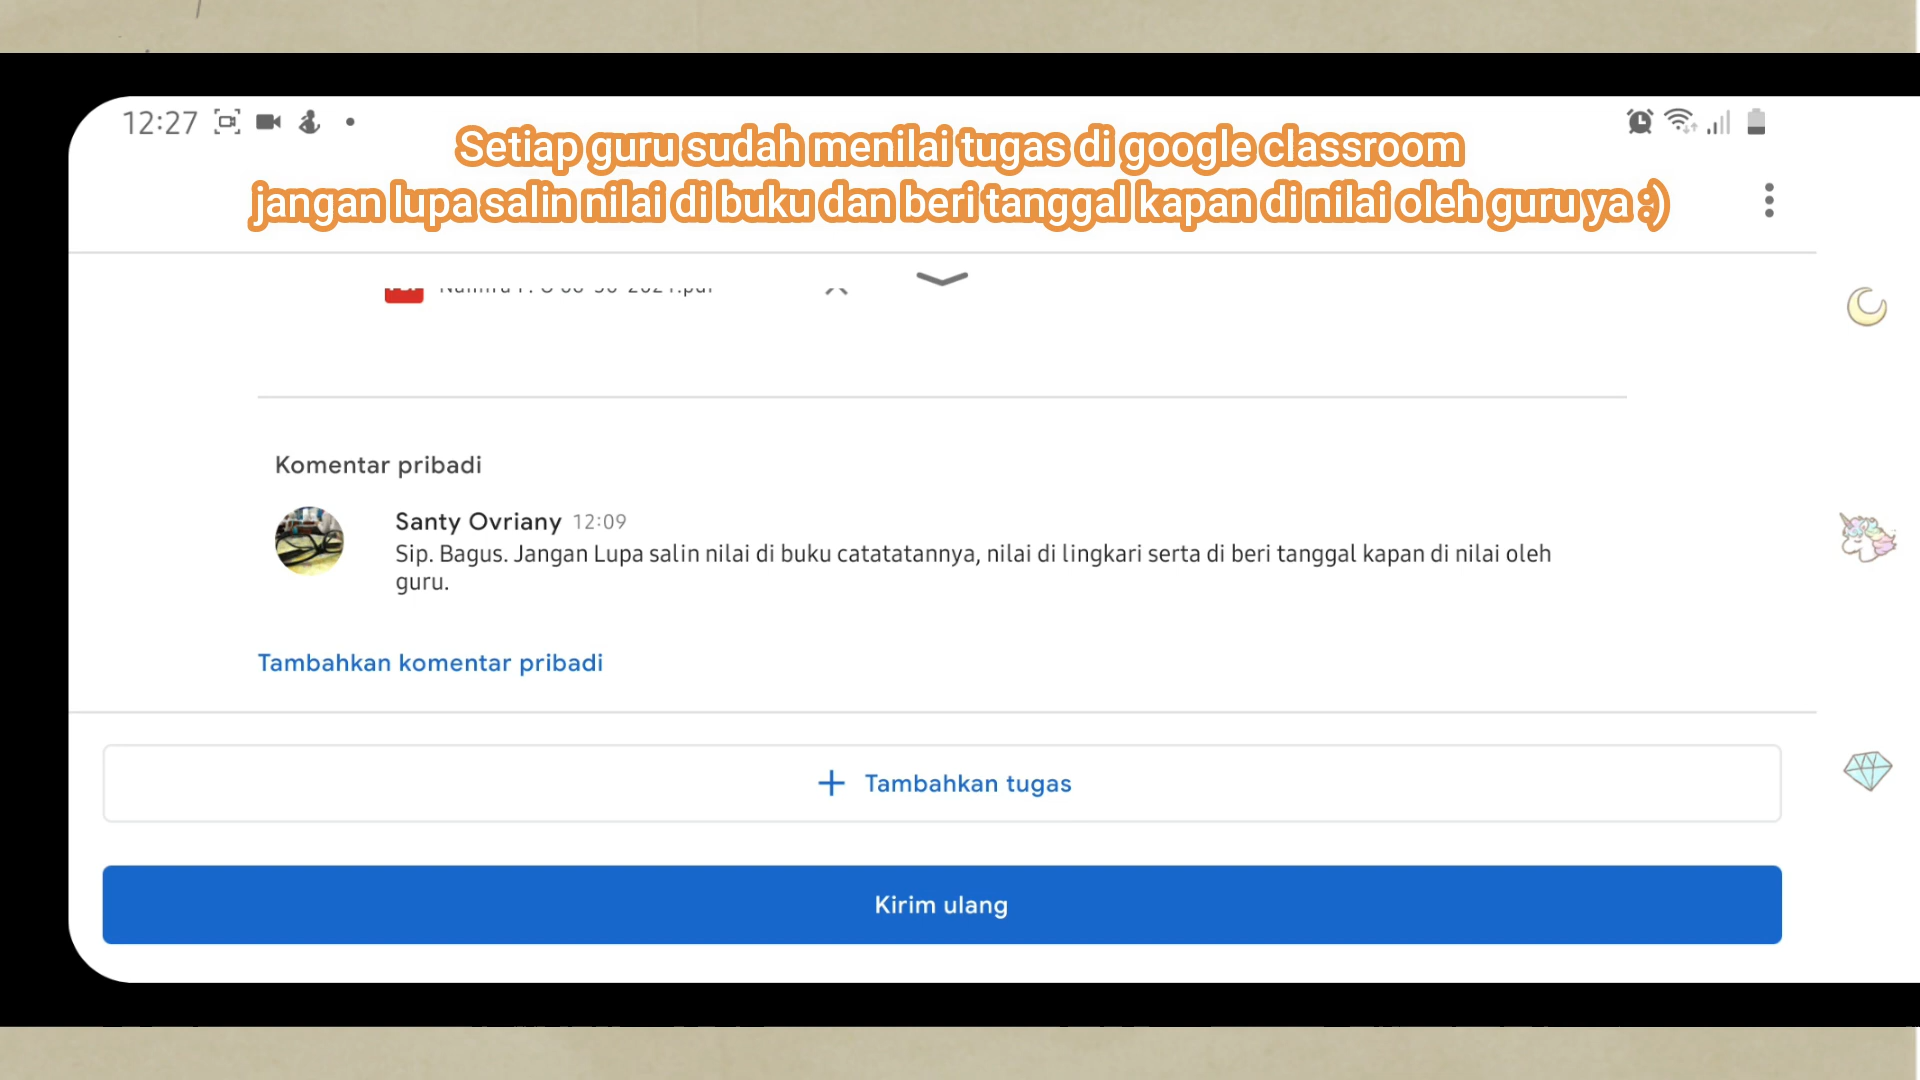 12:27
Setiap guru sudah menilai tugas di google classroom
jangan lupa salin nilai di buku dan beri tanggal kapan di nilai oleh guru ya :)
Komentar pribadi
Santy Ovriany 12:09
Sip. Bagus. Jangan Lupa salin nilai di buku catatatannya, nilai di lingkari serta di beri tanggal kapan di nilai oleh
guru.
Tambahkan komentar pribadi
+ Tambahkan tugas
Kirim ulang